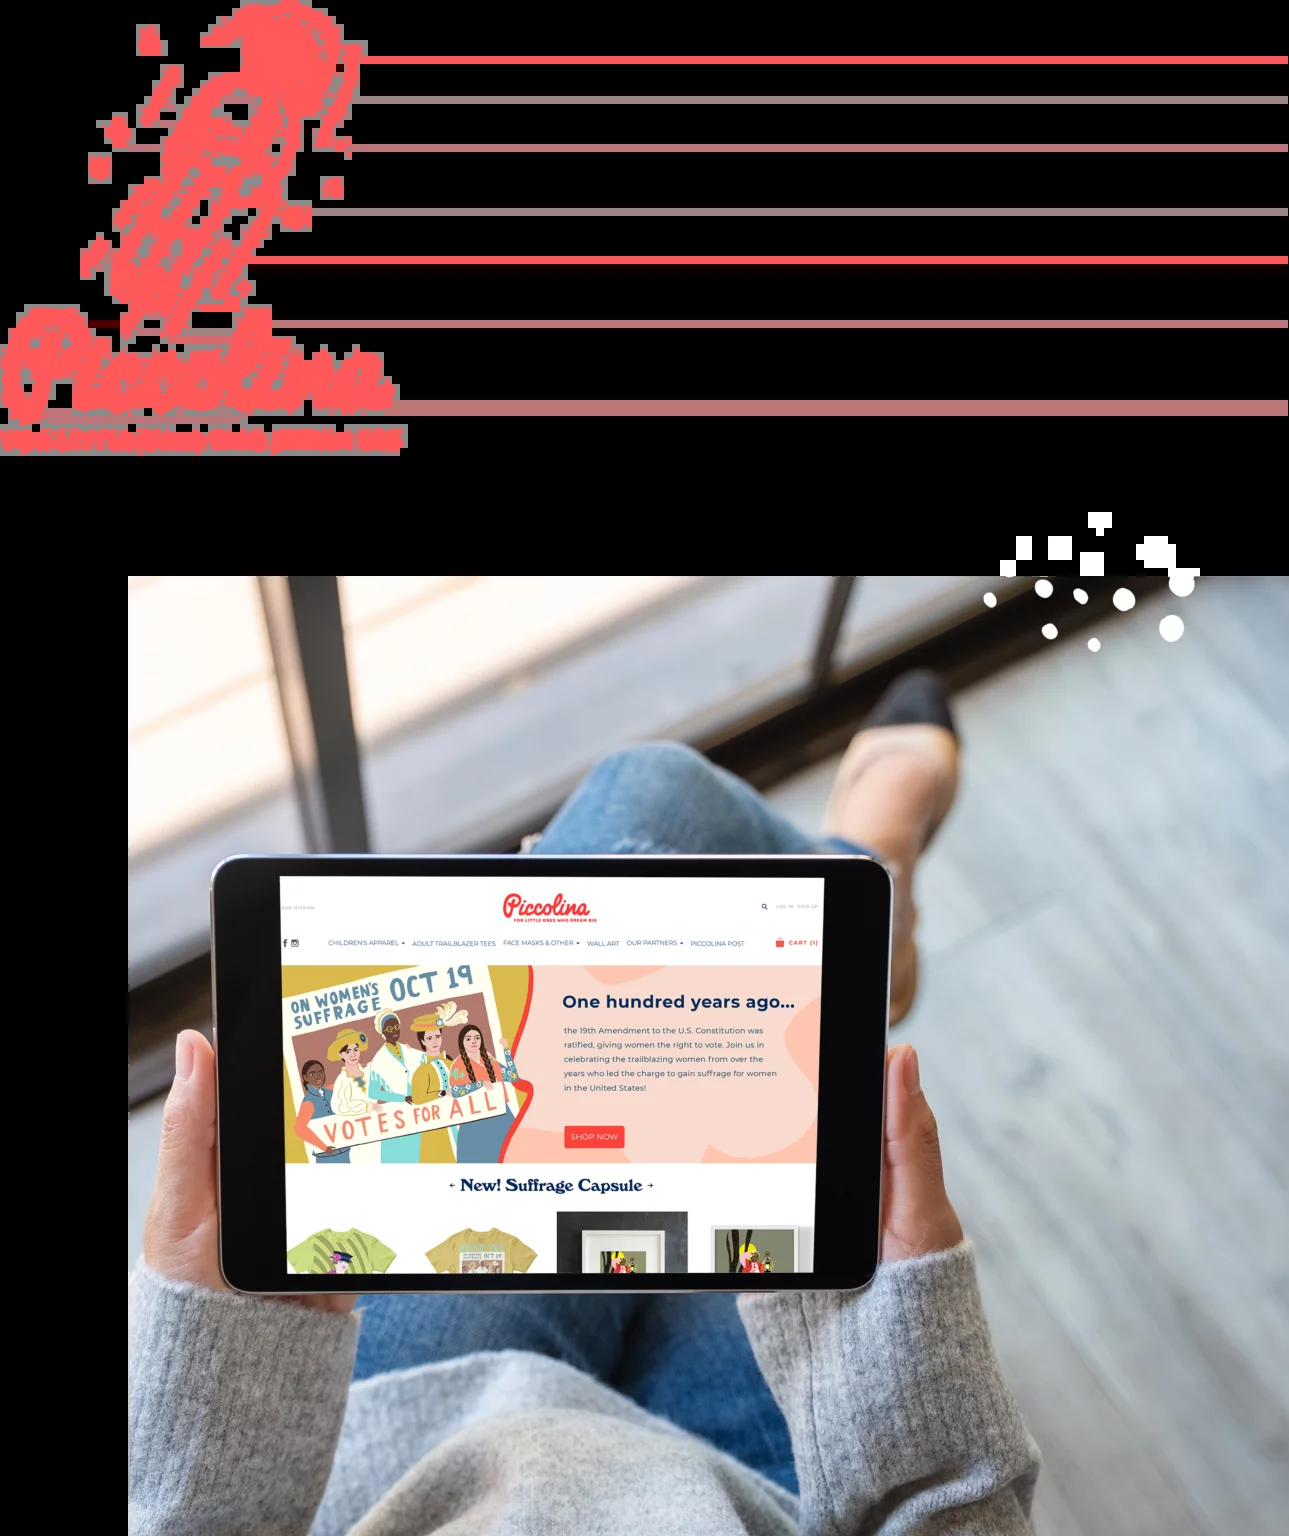 Piccolina
OUR MISSION
Piccolina
FOR LITTLE ONES WHO DREAM BIG
LOG IN SIGN UP
CHILDREN'S APPAREL ADULT TRAILBLAZER TEES FACE MASKS & OTHER WALL ART OUR PARTNERS PICCOLINA POST
CART (1)
ON WOMEN'S
SUFFRAGE
OCT 19
VOTES FOR ALL!
One hundred years ago...
the 19th Amendment to the U.S. Constitution was
ratified, giving women the right to vote. Join us in
celebrating the trailblazing women from over the
years who led the charge to gain suffrage for women
in the United States!
SHOP NOW
← New! Suffrage Capsule →